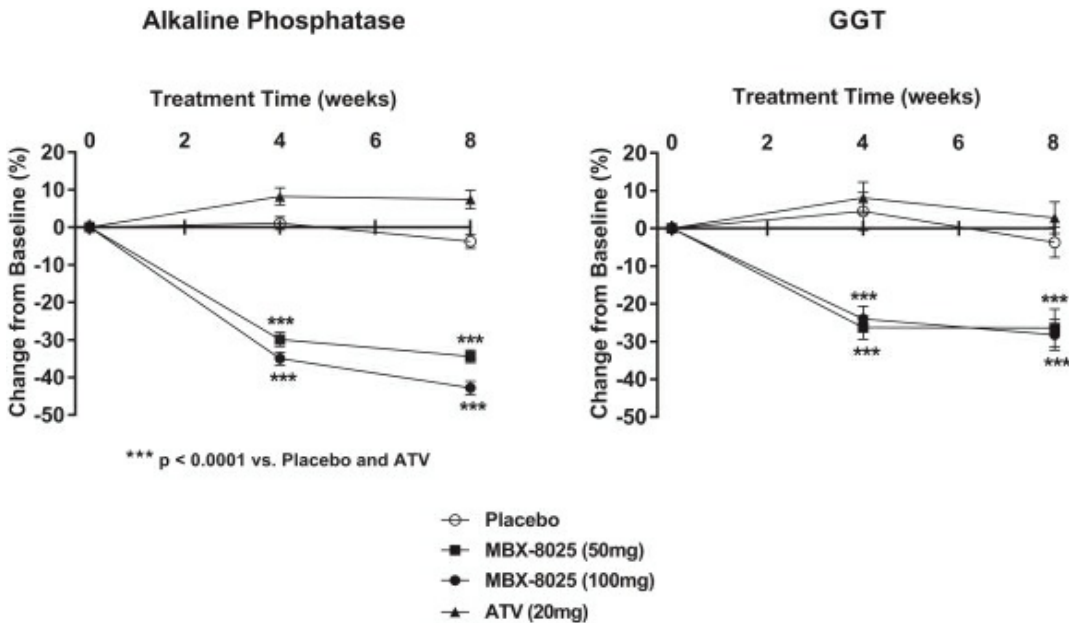 Alkaline Phosphatase
Treatment Time (weeks)
0 2 4 6 8
20
10
0
-10
-20
-30
-40
-50
Change from Baseline (%)
***
***
***
***
*** p < 0.0001 vs. Placebo and ATV
GGT
Treatment Time (weeks)
0 2 4 6 8
20
10
0
-10
-20
-30
-40
-50
Change from Baseline (%)
***
***
***
***
Placebo
MBX-8025 (50mg)
MBX-8025 (100mg)
ATV (20mg)